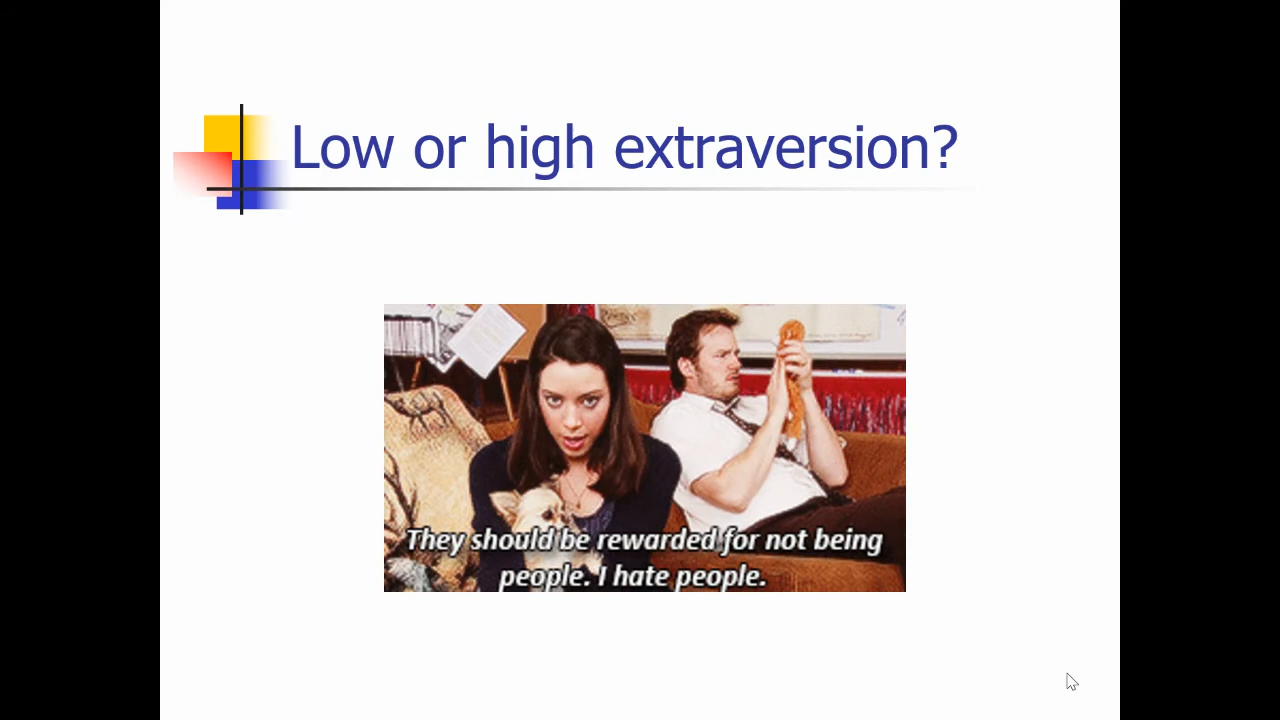 Low or high extraversion?
They should be rewarded for not being
people. I hate people.